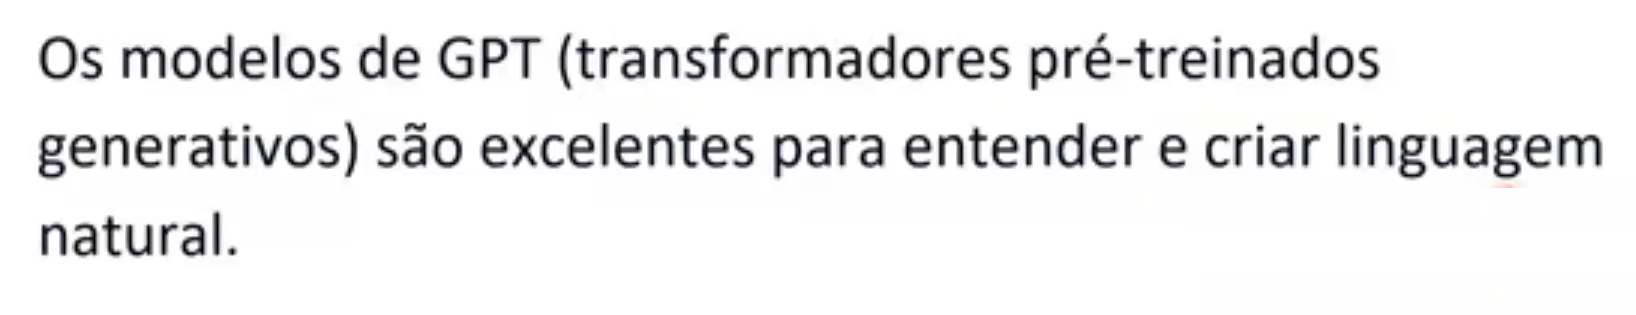 Os modelos de GPT (transformadores pré-treinados
generativos) são excelentes para entender e criar linguagem
natural.